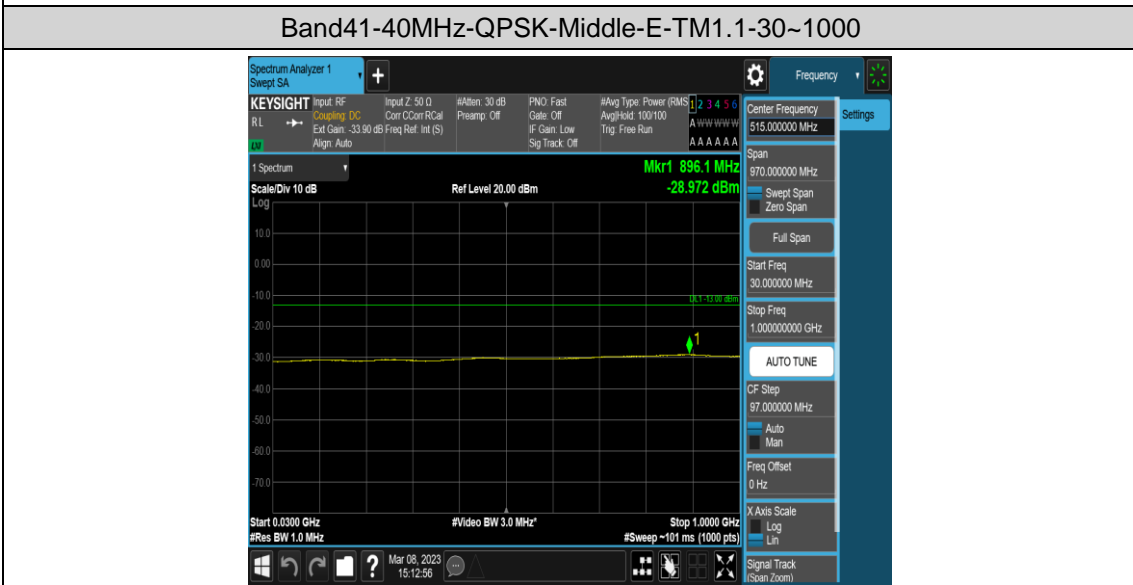 Band41-40MHz-QPSK-Middle-E-TM1.1-30~1000
Spectrum Analyzer 1
Swept SA
+
Frequency
KEYSIGHT
RL
LXI
Input: RF
Coupling: DC
Ext Gain: -33.90 dB
Align: Auto
Input Z: 50 Ω
Corr CCorr RCal
Freq Ref: Int (S)
#Atten: 30 dB
Preamp: Off
PNO: Fast
Gate: Off
IF Gain: Low
Sig Track: Off
#Avg Type: Power (RMS
Avg|Hold: 100/100
Trig: Free Run
1 2 3 4 5 6
A W W W W W
A A A A A A
1 Spectrum
Mkr1 896.1 MHz
Scale/Div 10 dB
Ref Level 20.00 dBm
-28.972 dBm
Log
10.0
0.00
-10.0
DL1 -13.00 dBm
-20.0
1
-30.0
-40.0
-50.0
-60.0
-70.0
Start 0.0300 GHz
#Video BW 3.0 MHz*
Stop 1.0000 GHz
#Res BW 1.0 MHz
#Sweep ~101 ms (1000 pts)
Center Frequency
515.000000 MHz
Settings
Span
970.000000 MHz
Swept Span
Zero Span
Full Span
Start Freq
30.000000 MHz
Stop Freq
1.000000000 GHz
AUTO TUNE
CF Step
97.000000 MHz
Auto
Man
Freq Offset
0 Hz
X Axis Scale
Log
Lin
Signal Track
(Span Zoom)
?
Mar 08, 2023
15:12:56